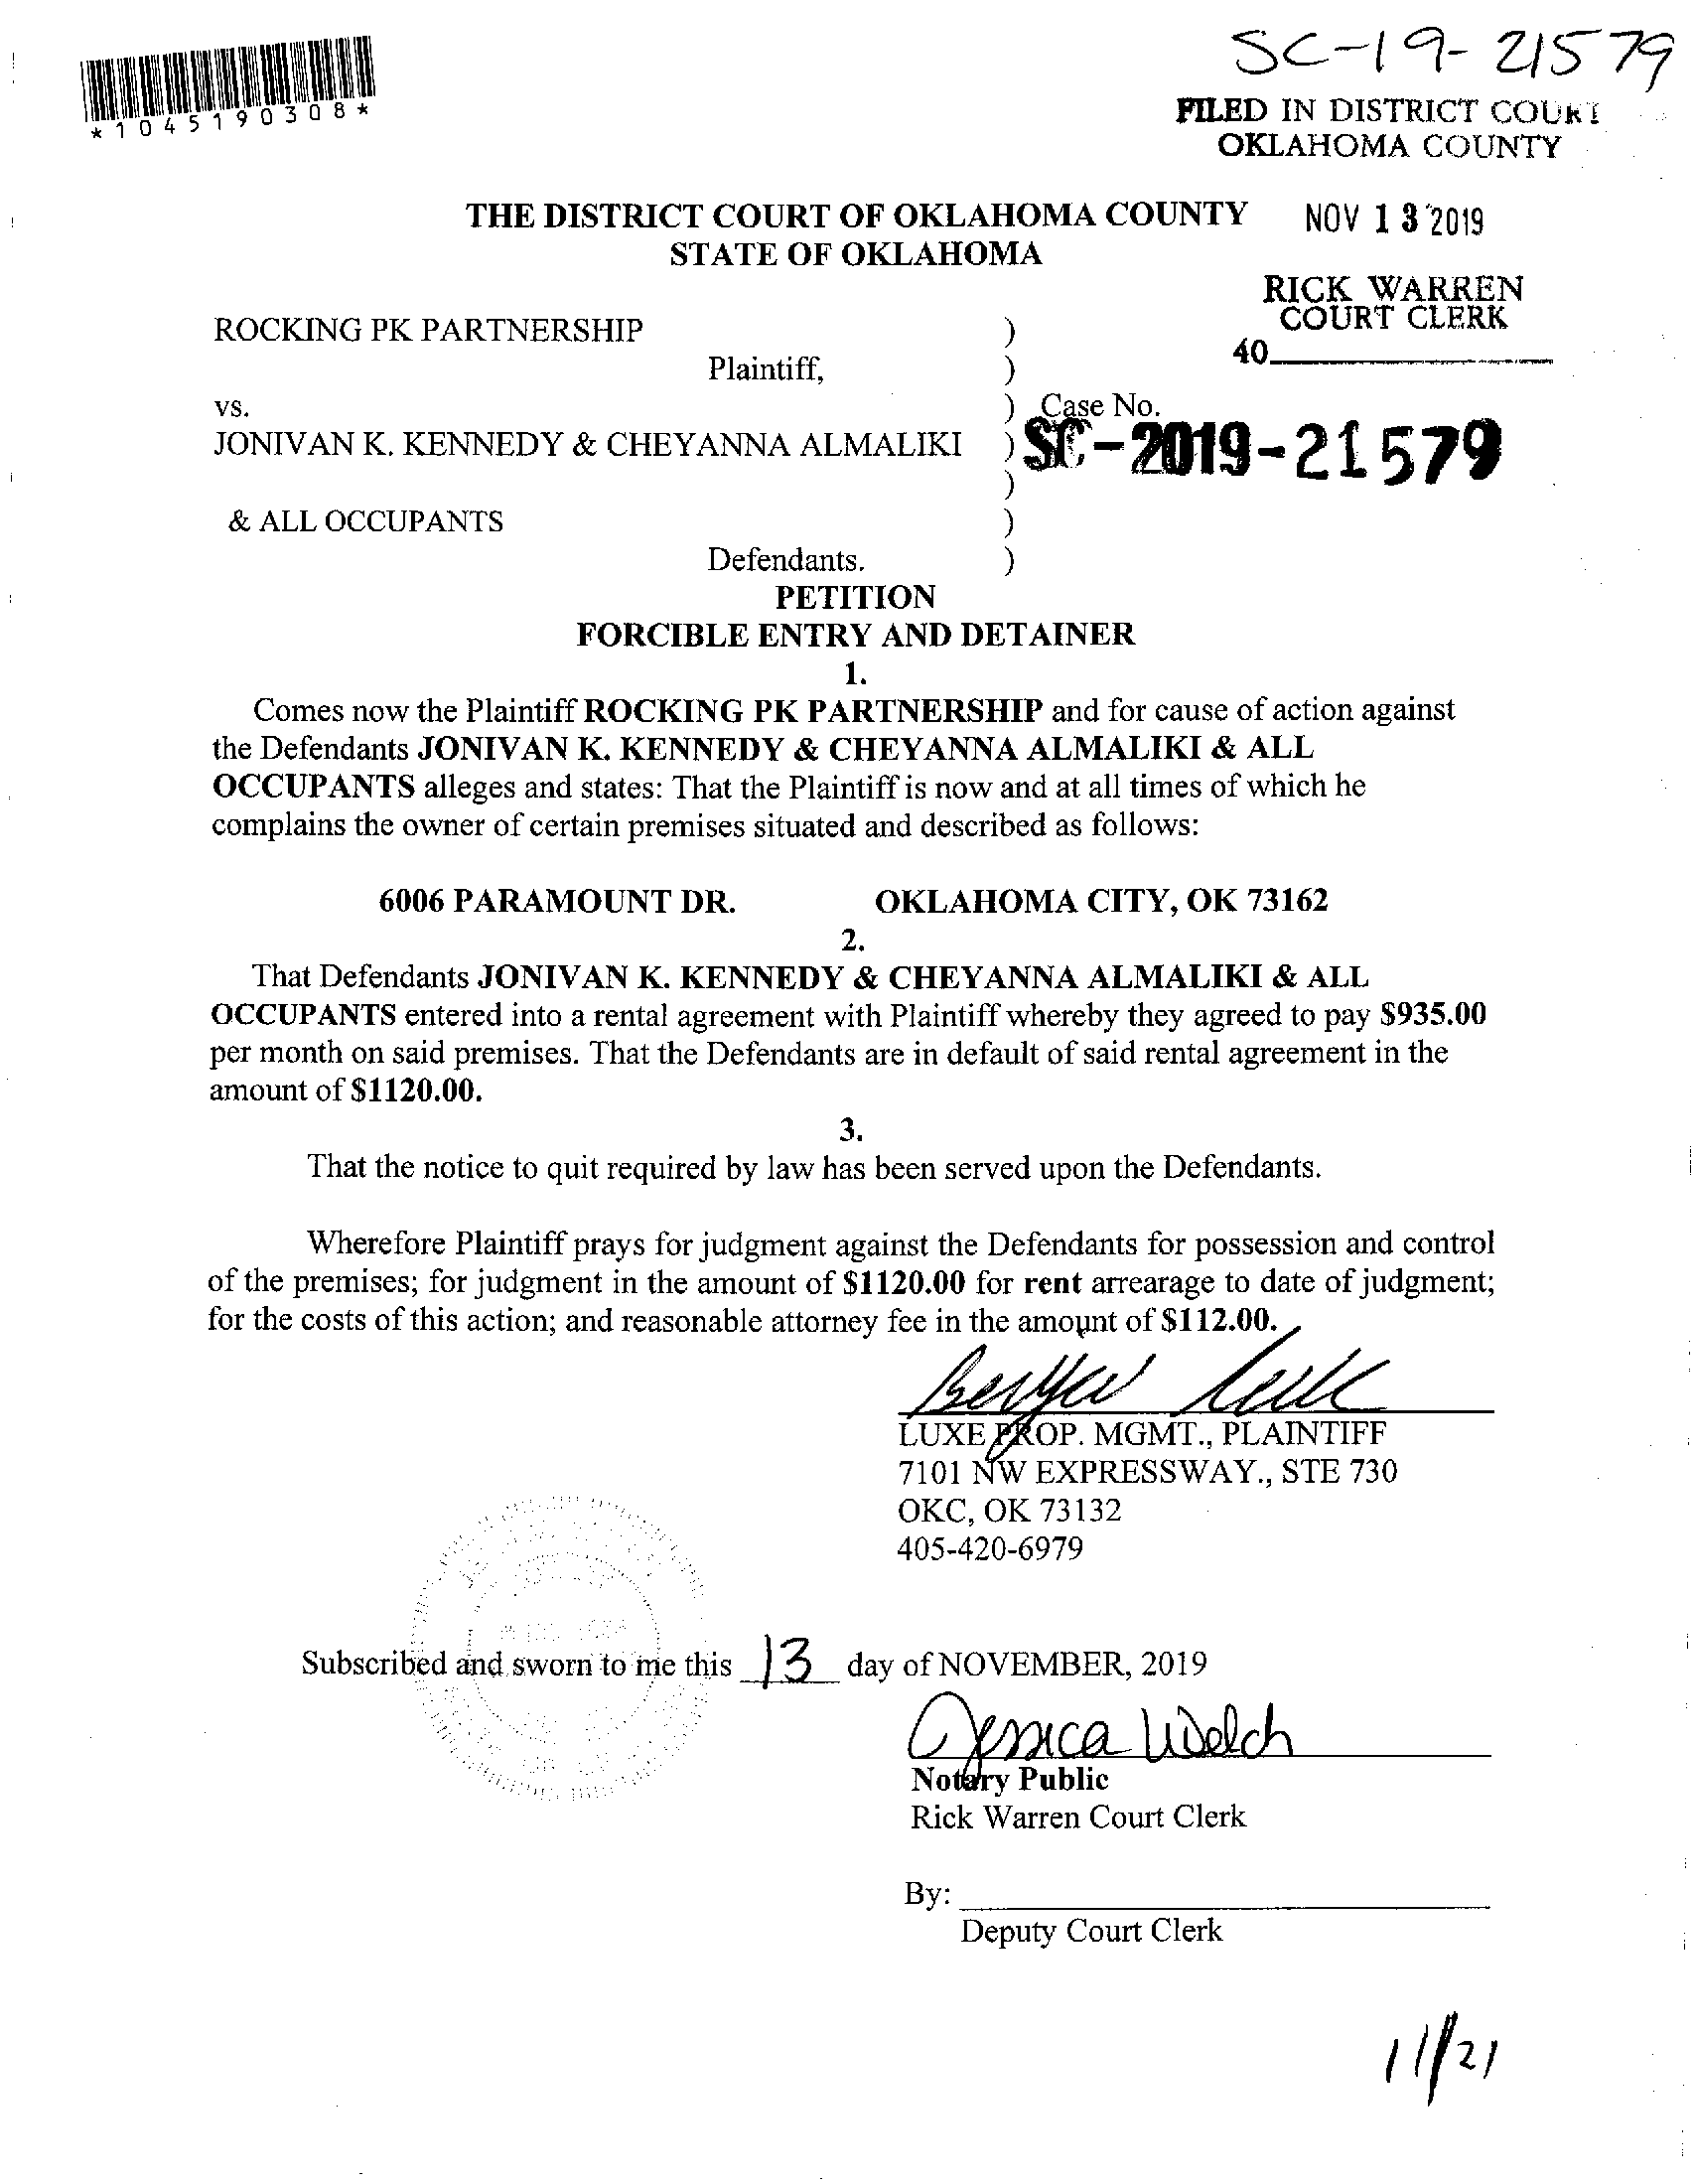 SC-19-21579
*1045190308*
FILED IN DISTRICT COURT
OKLAHOMA COUNTY
THE DISTRICT COURT OF OKLAHOMA COUNTY
NOV 13 2019
STATE OF OKLAHOMA
RICK WARREN
COURT CLERK
40
ROCKING PK PARTNERSHIP )
Plaintiff, )
vs. ) Case No.
JONIVAN K. KENNEDY & CHEYANNA ALMALIKI ) SC-2019-21579
)
& ALL OCCUPANTS )
Defendants. )
PETITION
FORCIBLE ENTRY AND DETAINER
1.
Comes now the Plaintiff ROCKING PK PARTNERSHIP and for cause of action against
the Defendants JONIVAN K. KENNEDY & CHEYANNA ALMALIKI & ALL
OCCUPANTS alleges and states: That the Plaintiff is now and at all times of which he
complains the owner of certain premises situated and described as follows:
6006 PARAMOUNT DR. OKLAHOMA CITY, OK 73162
2.
That Defendants JONIVAN K. KENNEDY & CHEYANNA ALMALIKI & ALL
OCCUPANTS entered into a rental agreement with Plaintiff whereby they agreed to pay $935.00
per month on said premises. That the Defendants are in default of said rental agreement in the
amount of $1120.00.
3.
That the notice to quit required by law has been served upon the Defendants.
Wherefore Plaintiff prays for judgment against the Defendants for possession and control
of the premises; for judgment in the amount of $1120.00 for rent arrearage to date of judgment;
for the costs of this action; and reasonable attorney fee in the amount of $112.00.
LUXE PROP. MGMT., PLAINTIFF
7101 NW EXPRESSWAY., STE 730
OKC, OK 73132
405-420-6979
Subscribed and sworn to me this 13 day of NOVEMBER, 2019
Jessica Welch
Notary Public
Rick Warren Court Clerk
By:
Deputy Court Clerk
11/21